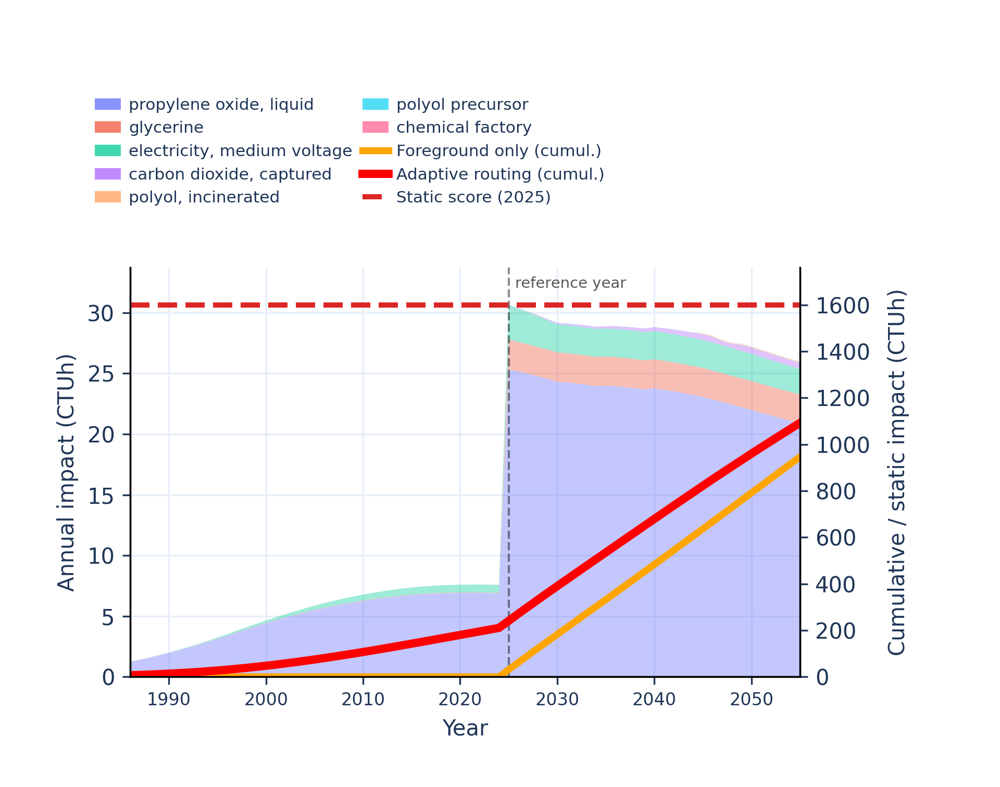 propylene oxide, liquid
glycerine
electricity, medium voltage
carbon dioxide, captured
polyol, incinerated
polyol precursor
chemical factory
Foreground only (cumul.)
Adaptive routing (cumul.)
Static score (2025)
reference year
Annual impact (CTUh)
30
25
20
15
10
5
0
1600
1400
1200
1000
800
600
400
200
0
Cumulative / static impact (CTUh)
1990 2000 2010 2020 2030 2040 2050
Year